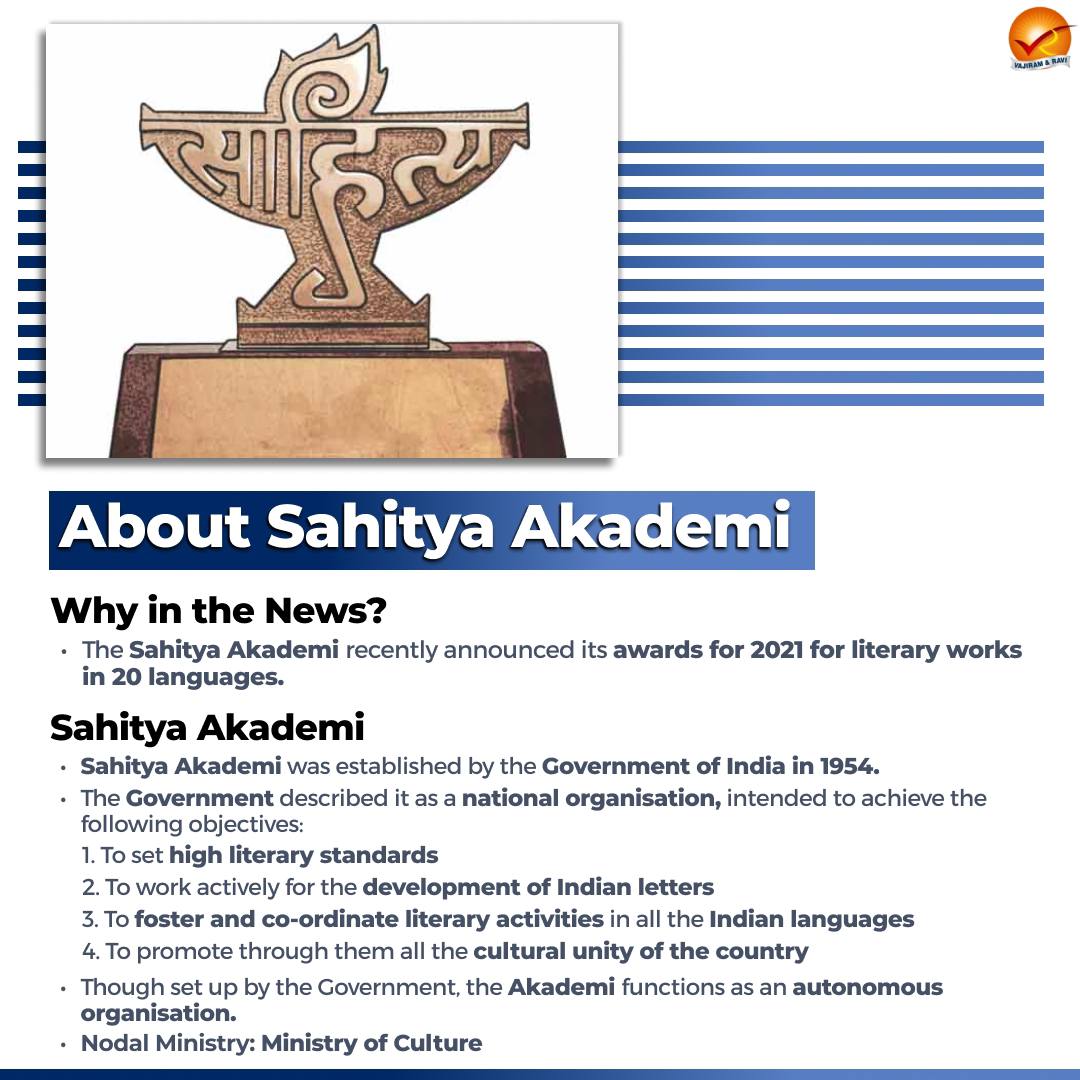 VAJIRAM & RAVI
साहित्य
About Sahitya Akademi
Why in the News?
• The Sahitya Akademi recently announced its awards for 2021 for literary works
in 20 languages.
Sahitya Akademi
• Sahitya Akademi was established by the Government of India in 1954.
• The Government described it as a national organisation, intended to achieve the
following objectives:
1. To set high literary standards
2. To work actively for the development of Indian letters
3. To foster and co-ordinate literary activities in all the Indian languages
4. To promote through them all the cultural unity of the country
• Though set up by the Government, the Akademi functions as an autonomous
organisation.
• Nodal Ministry: Ministry of Culture